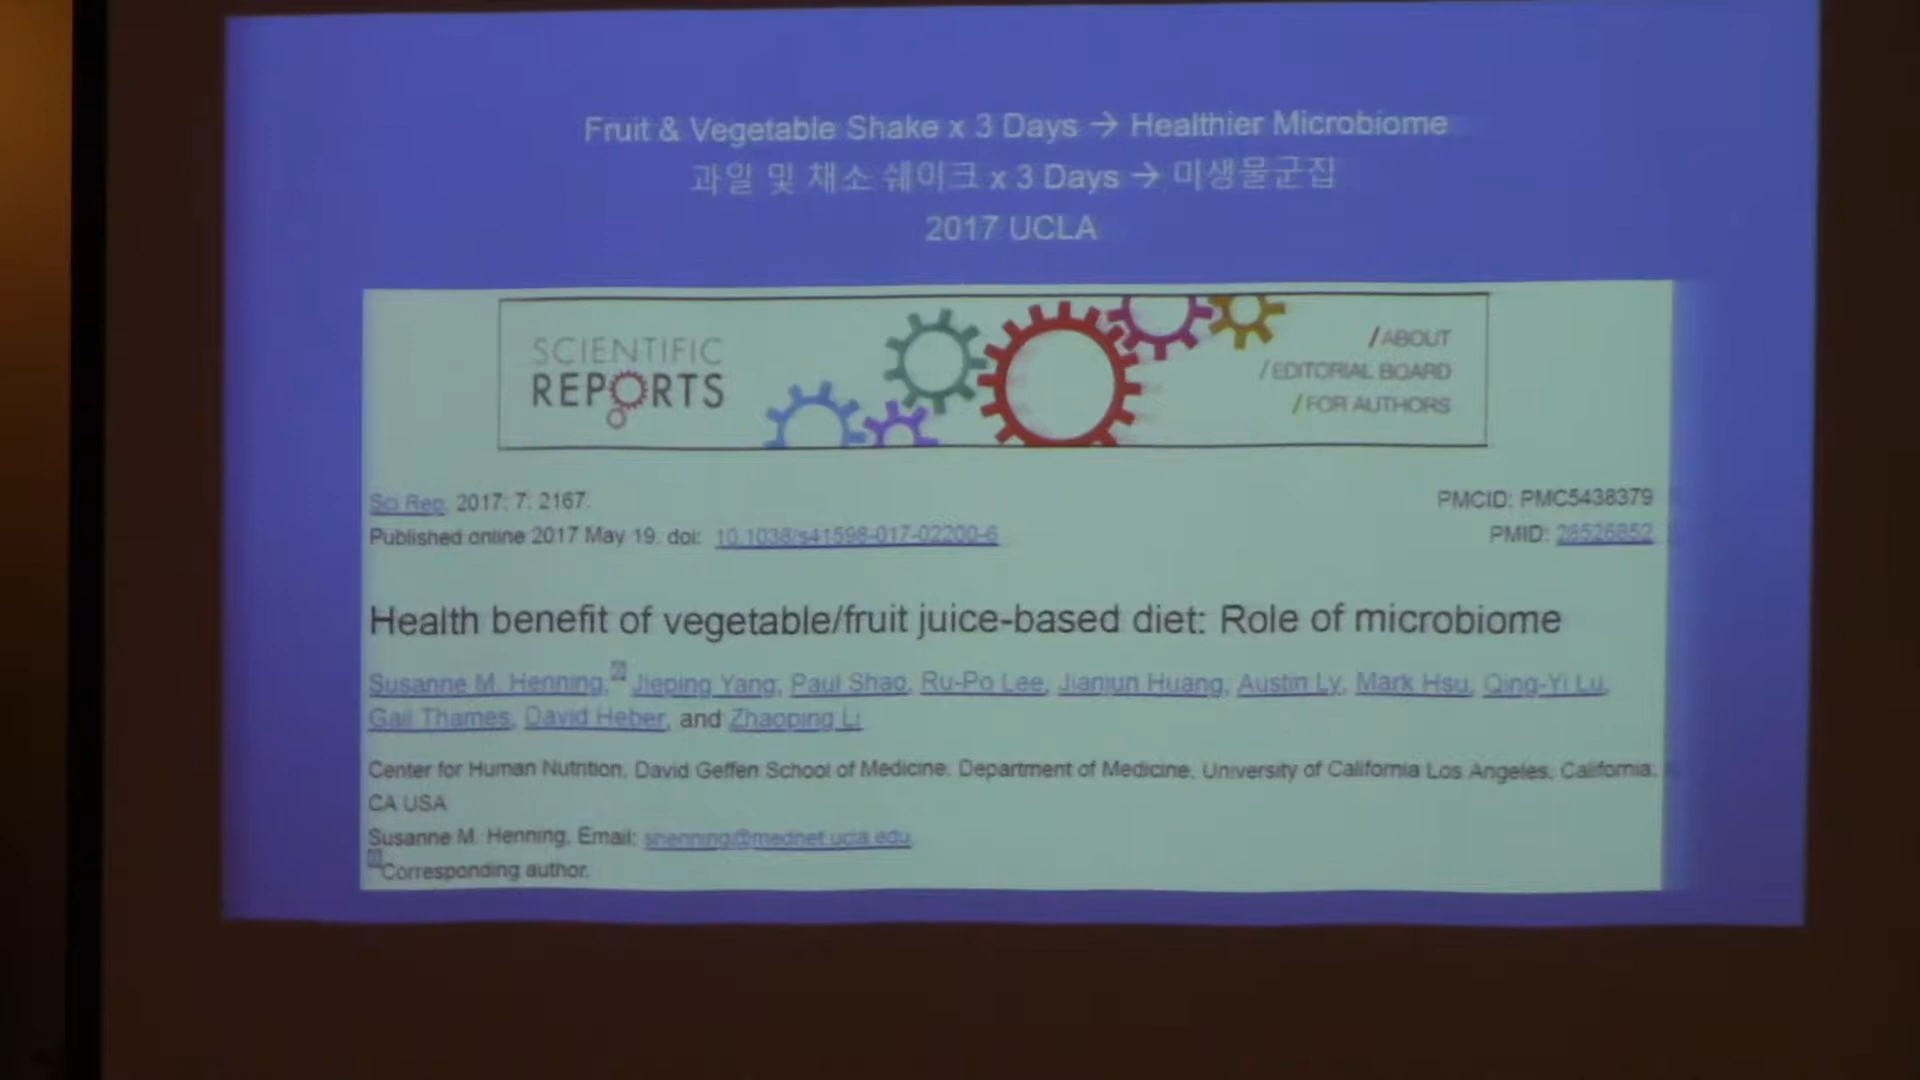 Fruit & Vegetable Shake x 3 Days → Healthier Microbiome
과일 및 채소 쉐이크 x 3 Days → 미생물군집
2017 UCLA
SCIENTIFIC
REPORTS
/ABOUT
/EDITORIAL BOARD
/FOR AUTHORS
Sci Rep. 2017; 7: 2167.
PMCID: PMC5438379
Published online 2017 May 19. doi: 10.1038/s41598-017-02200-6
PMID: 28526852
Health benefit of vegetable/fruit juice-based diet: Role of microbiome
Susanne M. Henning, Jieping Yang, Paul Shao, Ru-Po Lee, Jianjun Huang, Austin Ly, Mark Hsu, Qing-Yi Lu,
Gail Thames, David Heber, and Zhaoping Li
Center for Human Nutrition, David Geffen School of Medicine, Department of Medicine, University of California Los Angeles, California,
CA USA
Susanne M. Henning, Email: shenning@mednet.ucla.edu.
Corresponding author.